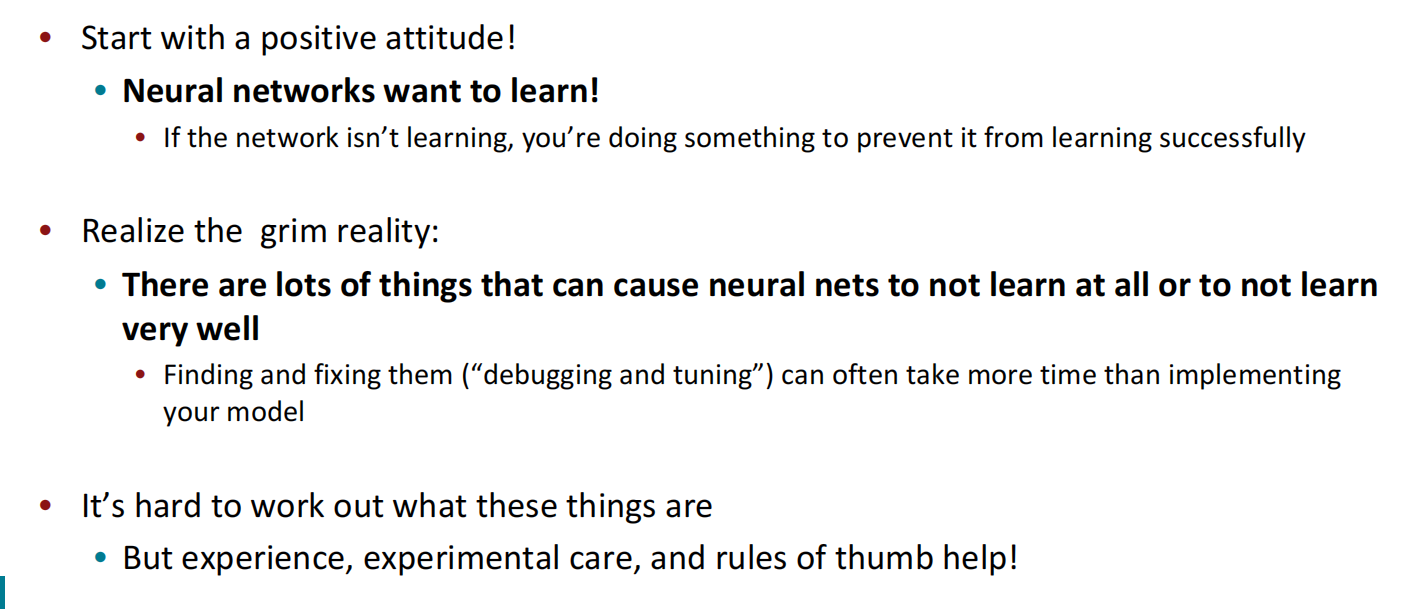 • Start with a positive attitude!
• Neural networks want to learn!
• If the network isn’t learning, you’re doing something to prevent it from learning successfully
• Realize the  grim reality:
• There are lots of things that can cause neural nets to not learn at all or to not learn
very well
• Finding and fixing them (“debugging and tuning”) can often take more time than implementing
your model
• It’s hard to work out what these things are
• But experience, experimental care, and rules of thumb help!